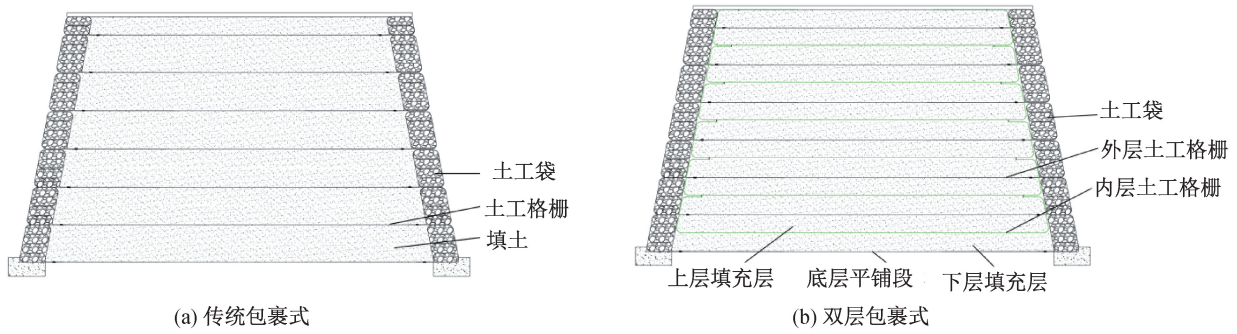 土工袋
土工格栅
填土
(a) 传统包裹式
土工袋
外层土工格栅
内层土工格栅
上层填充层
底层平铺段
下层填充层
(b) 双层包裹式